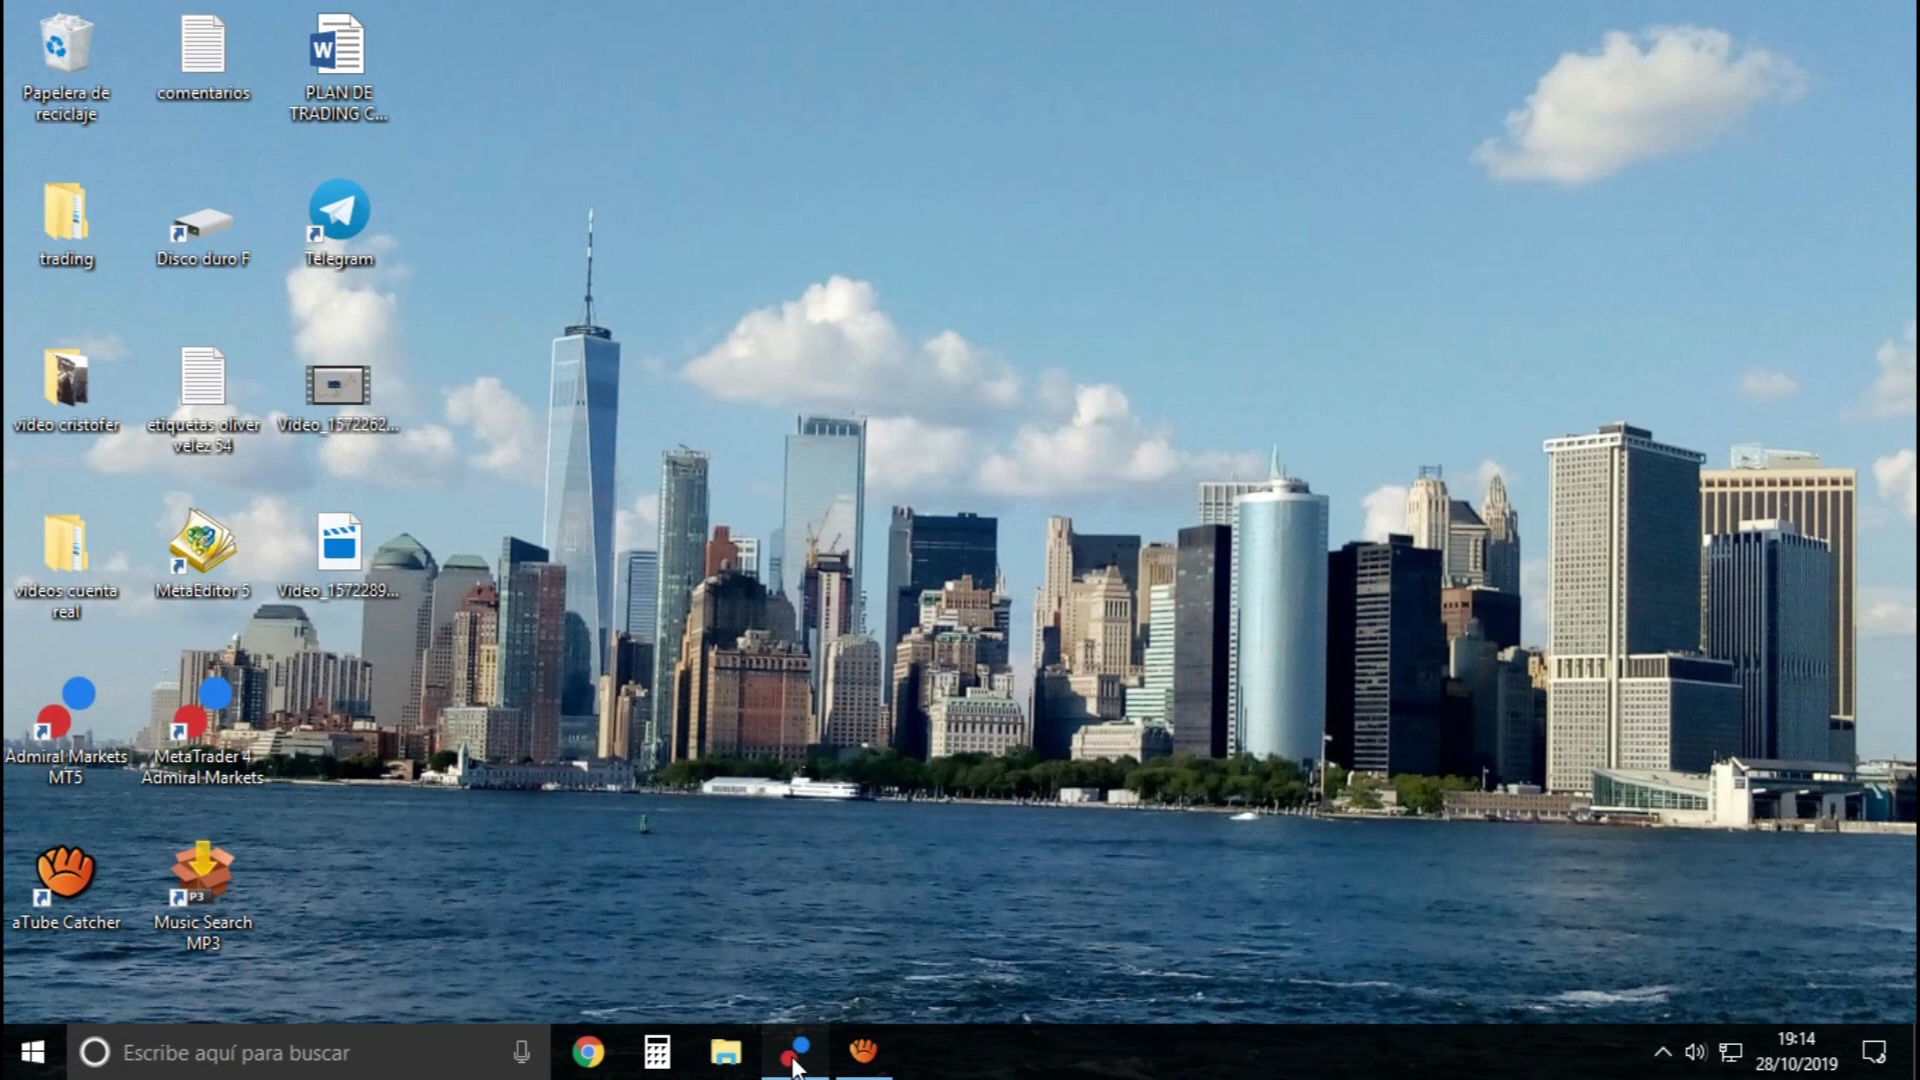 Papelera de
reciclaje
comentarios
PLAN DE
TRADING C...
trading
Disco duro F
Telegram
video cristofer
etiquetas oliver
velez 54
Video_1572262...
videos cuenta
real
MetaEditor 5
Video_1572289...
Admiral Markets
MT5
MetaTrader 4
Admiral Markets
aTube Catcher
P3
Music Search
MP3
Escribe aquí para buscar
19:14
28/10/2019